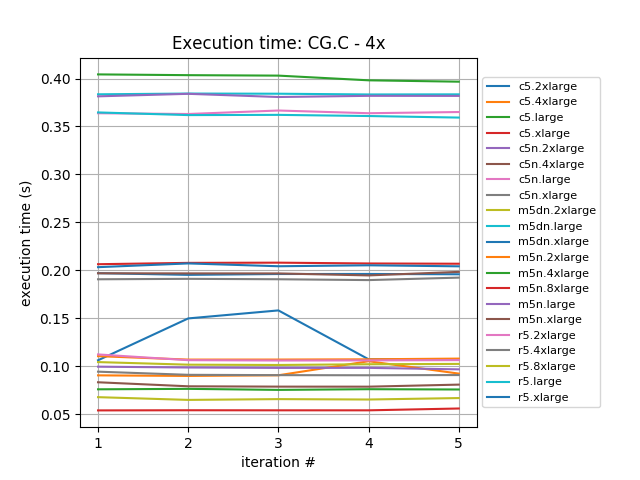 Execution time: CG.C - 4x
execution time (s)
0.40
0.35
0.30
0.25
0.20
0.15
0.10
0.05
1 2 3 4 5
iteration #
c5.2xlarge
c5.4xlarge
c5.large
c5.xlarge
c5n.2xlarge
c5n.4xlarge
c5n.large
c5n.xlarge
m5dn.2xlarge
m5dn.large
m5dn.xlarge
m5n.2xlarge
m5n.4xlarge
m5n.8xlarge
m5n.large
m5n.xlarge
r5.2xlarge
r5.4xlarge
r5.8xlarge
r5.large
r5.xlarge